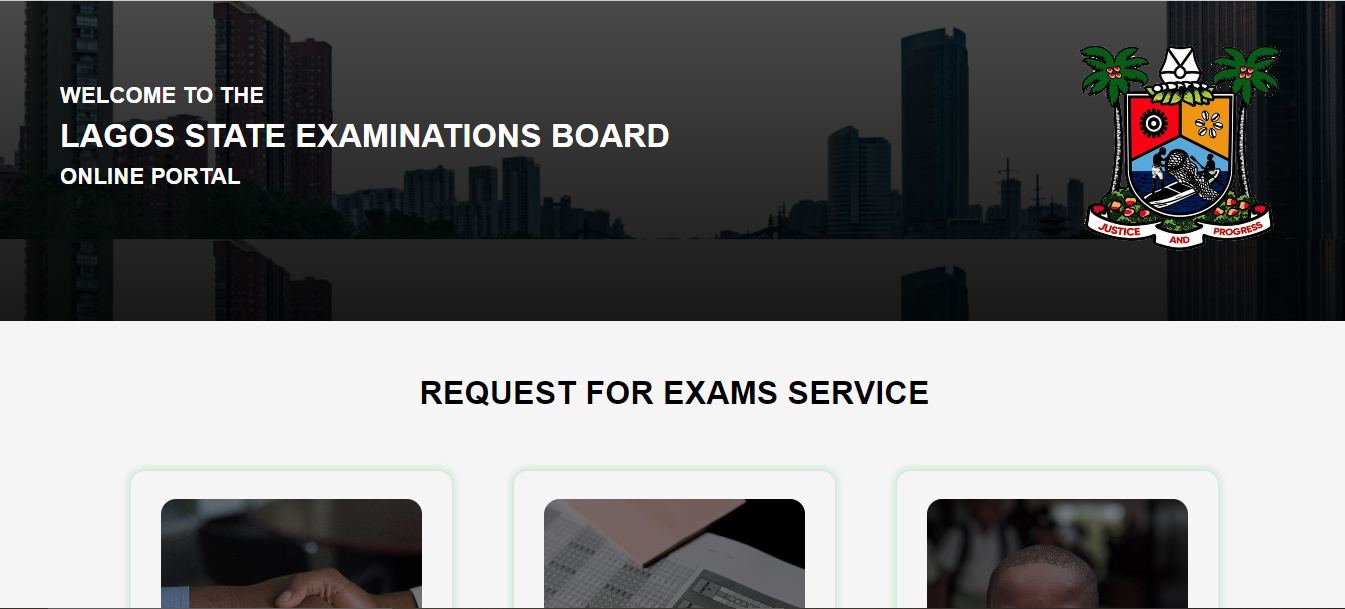 WELCOME TO THE
LAGOS STATE EXAMINATIONS BOARD
ONLINE PORTAL
JUSTICE AND PROGRESS
REQUEST FOR EXAMS SERVICE